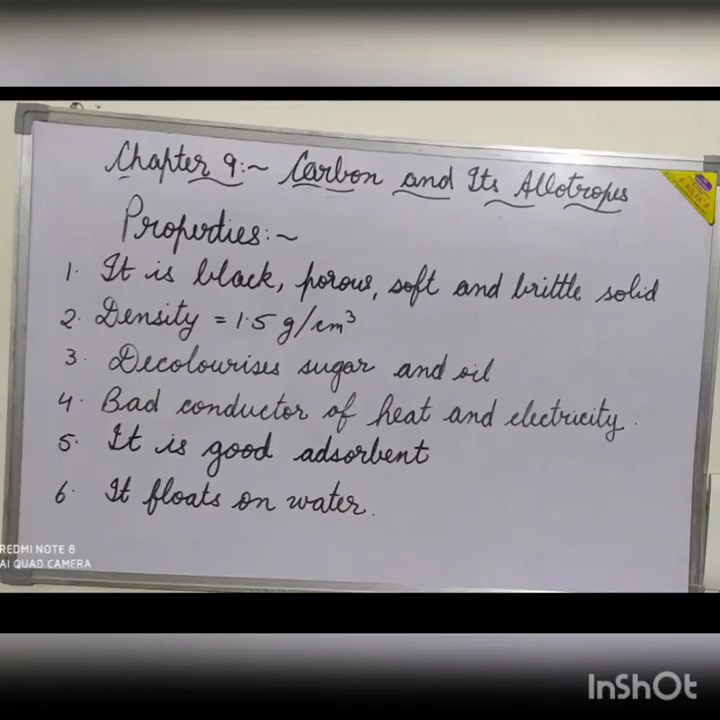 Chapter 9:~ Carbon and Its Allotropes
Properties:~
1. It is black, porous, soft and brittle solid
2. Density = 1.5 g/cm³
3. Decolourises sugar and oil
4. Bad conductor of heat and electricity.
5. It is good adsorbent
6. It floats on water.
REDMI NOTE 8
AI QUAD CAMERA
InShOt